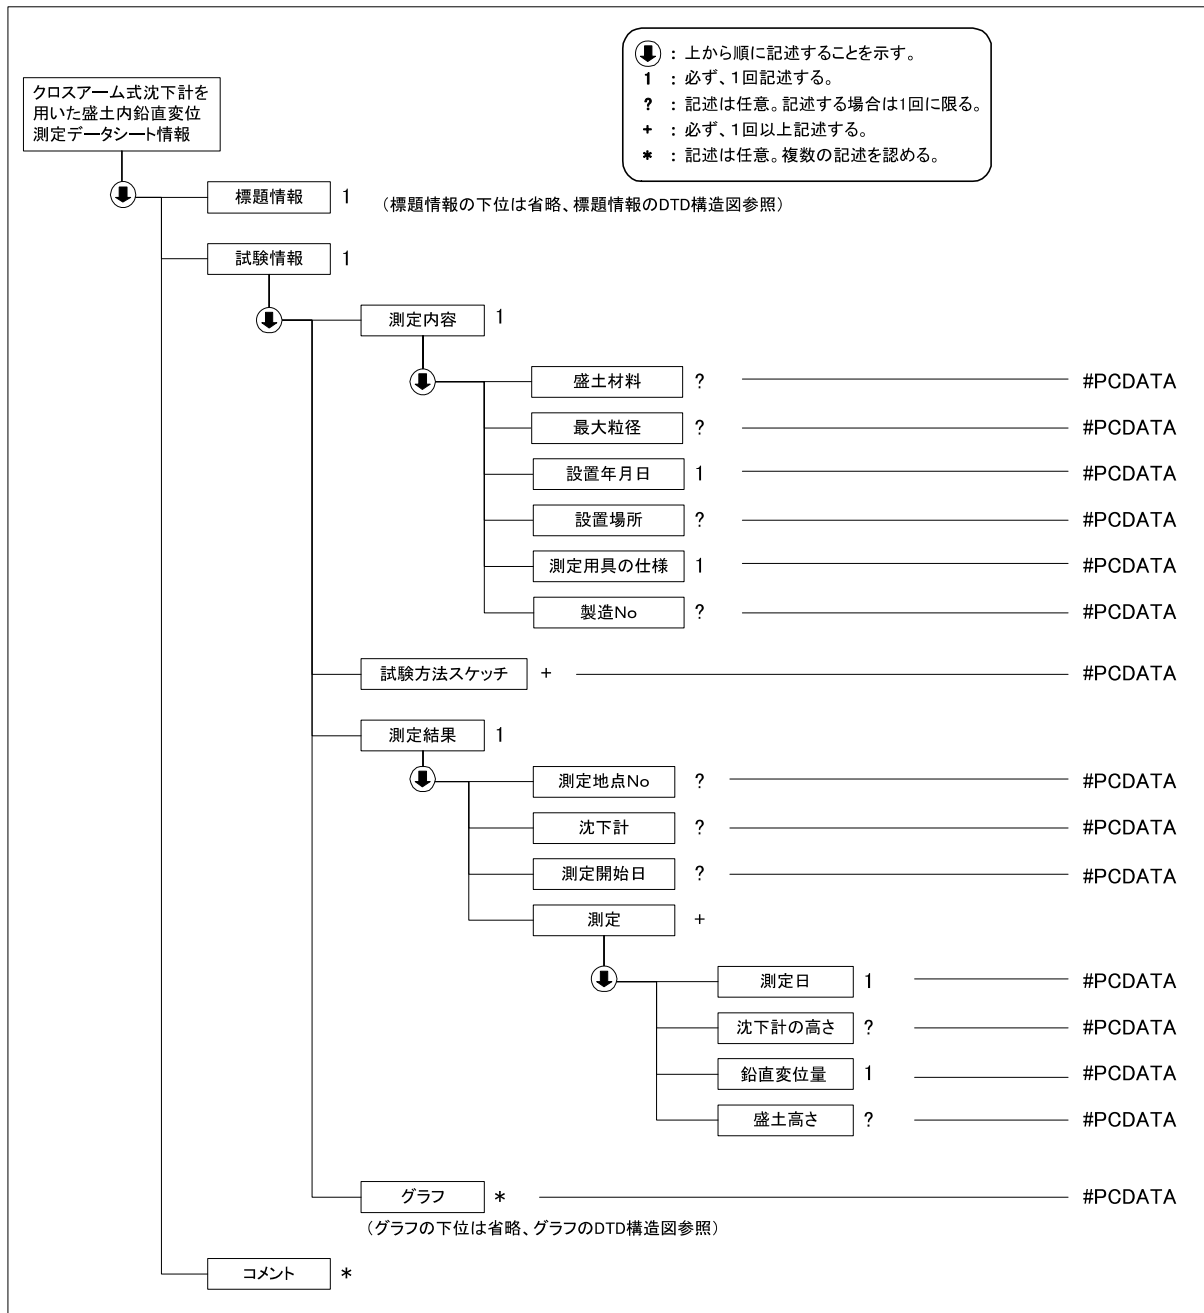 ⬇ : 上から順に記述することを示す。
1 : 必ず、1回記述する。
? : 記述は任意。記述する場合は1回に限る。
+ : 必ず、1回以上記述する。
* : 記述は任意。複数の記述を認める。
クロスアーム式沈下計を
用いた盛土内鉛直変位
測定データシート情報
標題情報 1 (標題情報の下位は省略、標題情報のDTD構造図参照)
試験情報 1
測定内容 1
盛土材料 ? #PCDATA
最大粒径 ? #PCDATA
設置年月日 1 #PCDATA
設置場所 ? #PCDATA
測定用具の仕様 1 #PCDATA
製造No ? #PCDATA
試験方法スケッチ + #PCDATA
測定結果 1
測定地点No ? #PCDATA
沈下計 ? #PCDATA
測定開始日 ? #PCDATA
測定 +
測定日 1 #PCDATA
沈下計の高さ ? #PCDATA
鉛直変位量 1 #PCDATA
盛土高さ ? #PCDATA
グラフ * #PCDATA
(グラフの下位は省略、グラフのDTD構造図参照)
コメント *